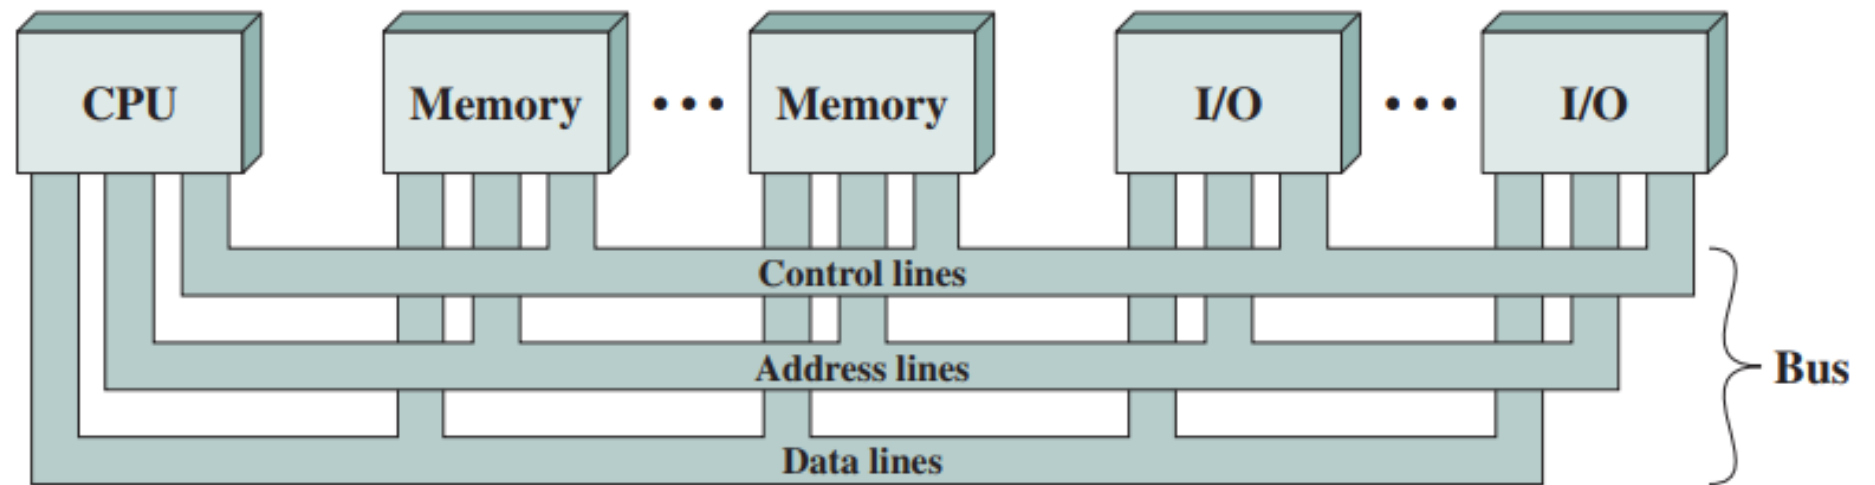 CPU
Memory
• • •
Memory
I/O
• • •
I/O
Control lines
Address lines
Bus
Data lines